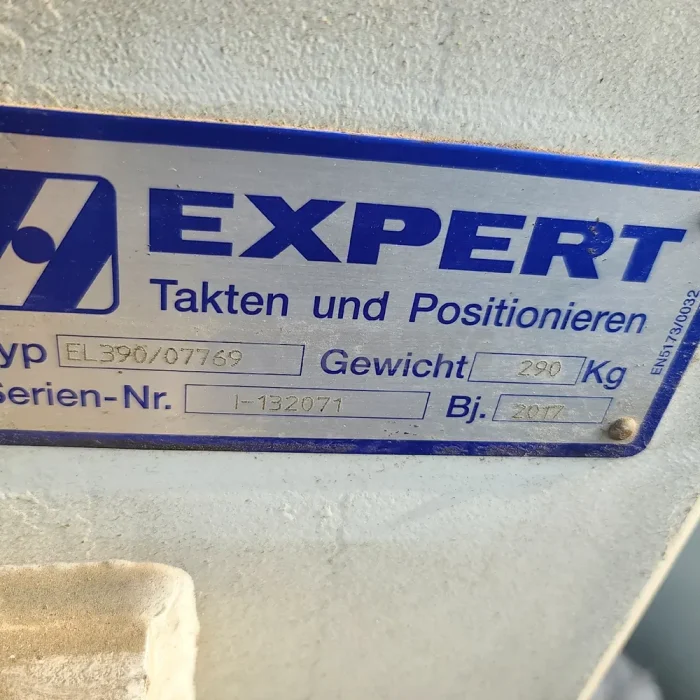 EXPERT
Takten und Positionieren
yp EL390/07769 Gewicht 290 Kg
Serien-Nr. I-132071 Bj. 2017
EN5173/0032